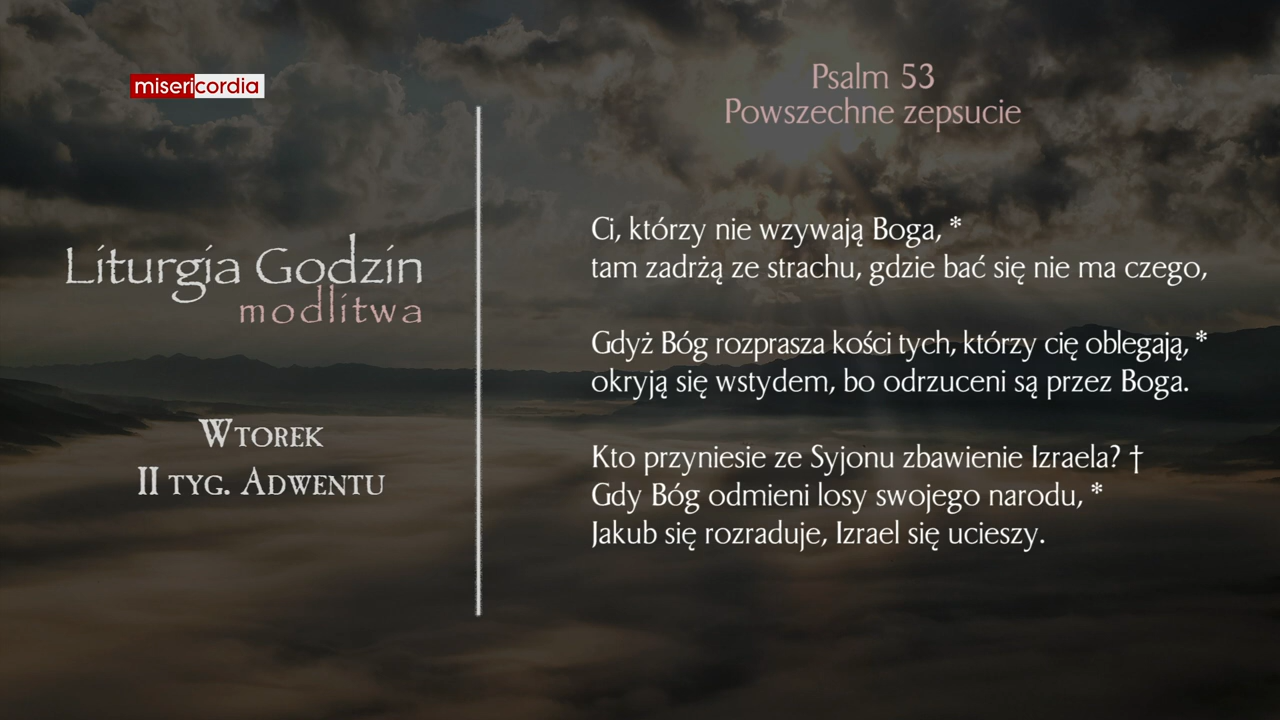 misericordia
Liturgia Godzin
modlitwa
Wtorek
II tyg. Adwentu
Psalm 53
Powszechne zepsucie
Ci, którzy nie wzywają Boga, *
tam zadrżą ze strachu, gdzie bać się nie ma czego,
Gdyż Bóg rozprasza kości tych, którzy cię oblegają, *
okryją się wstydem, bo odrzuceni są przez Boga.
Kto przyniesie ze Syjonu zbawienie Izraela? †
Gdy Bóg odmieni losy swojego narodu, *
Jakub się rozraduje, Izrael się ucieszy.